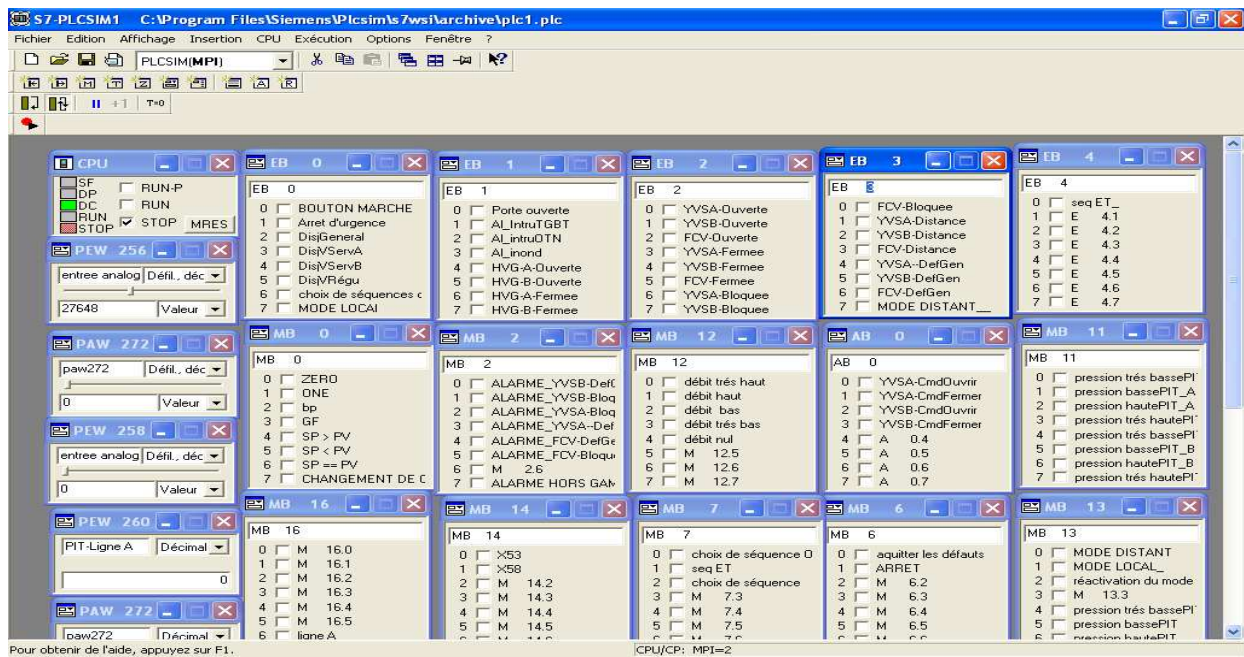 S7-PLCSIM1 C:\Program Files\Siemens\Plcsim\s7wsi\archive\plc1.plc
Fichier Edition Affichage Insertion CPU Exécution Options Fenêtre ?
PLCSIM(MPI)
+1 T=0
CPU
SF
DP
DC
RUN
STOP
RUN-P
RUN
STOP MRES
EB 0
EB 0
0 BOUTON MARCHE
1 Arret d'urgence
2 DisjGeneral
3 DisjVServA
4 DisjVServB
5 DisjVRégu
6 choix de séquences c
7 MODE LOCAl
EB 1
EB 1
0 Porte ouverte
1 Al_IntruTGBT
2 Al_intruOTN
3 Al_inond
4 HVG-A-Ouverte
5 HVG-B-Ouverte
6 HVG-A-Fermee
7 HVG-B-Fermee
EB 2
EB 2
0 YVSA-Ouverte
1 YVSB-Ouverte
2 FCV-Ouverte
3 YVSA-Fermee
4 YVSB-Fermee
5 FCV-Fermee
6 YVSA-Bloquee
7 YVSB-Bloquee
EB 3
EB 3
0 FCV-Bloquee
1 YVSA-Distance
2 YVSB-Distance
3 FCV-Distance
4 YVSA--DefGen
5 YVSB-DefGen
6 FCV-DefGen
7 MODE DISTANT__
EB 4
EB 4
0 seq ET_
1 E 4.1
2 E 4.2
3 E 4.3
4 E 4.4
5 E 4.5
6 E 4.6
7 E 4.7
PEW 256
entree analog Défil., déc
27648 Valeur
PAW 272
paw272 Défil., déc
0 Valeur
PEW 258
entree analog Défil., déc
0 Valeur
PEW 260
PIT-Ligne A Décimal
0
PAW 272
paw272 Décimal
MB 0
MB 0
0 ZERO
1 ONE
2 bp
3 GF
4 SP > PV
5 SP < PV
6 SP == PV
7 CHANGEMENT DE C
MB 2
MB 2
0 ALARME_YVSB-Def(
1 ALARME_YVSB-Bloq
2 ALARME_YVSA-Bloq
3 ALARME_YVSA--Def
4 ALARME_FCV-DefGe
5 ALARME_FCV-Bloqu
6 M 2.6
7 ALARME HORS GAM
MB 12
MB 12
0 débit trés haut
1 débit haut
2 débit bas
3 débit trés bas
4 débit nul
5 M 12.5
6 M 12.6
7 M 12.7
AB 0
AB 0
0 YVSA-CmdOuvrir
1 YVSA-CmdFermer
2 YVSB-CmdOuvrir
3 YVSB-CmdFermer
4 A 0.4
5 A 0.5
6 A 0.6
7 A 0.7
MB 11
MB 11
0 pression trés bassePI
1 pression bassePIT_A
2 pression hautePIT_A
3 pression trés hautePI
4 pression trés bassePI
5 pression bassePIT_B
6 pression hautePIT_B
7 pression trés hautePI
MB 16
MB 16
0 M 16.0
1 M 16.1
2 M 16.2
3 M 16.3
4 M 16.4
5 M 16.5
6 ligne A
MB 14
MB 14
0 X53
1 X58
2 M 14.2
3 M 14.3
4 M 14.4
5 M 14.5
6 M 14.6
MB 7
MB 7
0 choix de séquence O
1 seq ET
2 choix de séquence
3 M 7.3
4 M 7.4
5 M 7.5
6 M 7.6
MB 6
MB 6
0 aquitter les défauts
1 ARRET
2 M 6.2
3 M 6.3
4 M 6.4
5 M 6.5
6 M 6.6
MB 13
MB 13
0 MODE DISTANT
1 MODE LOCAL_
2 réactivation du mode
3 M 13.3
4 pression trés bassePI
5 pression bassePIT
6 pression hautePIT
Pour obtenir de l'aide, appuyez sur F1. CPU/CP: MPI=2